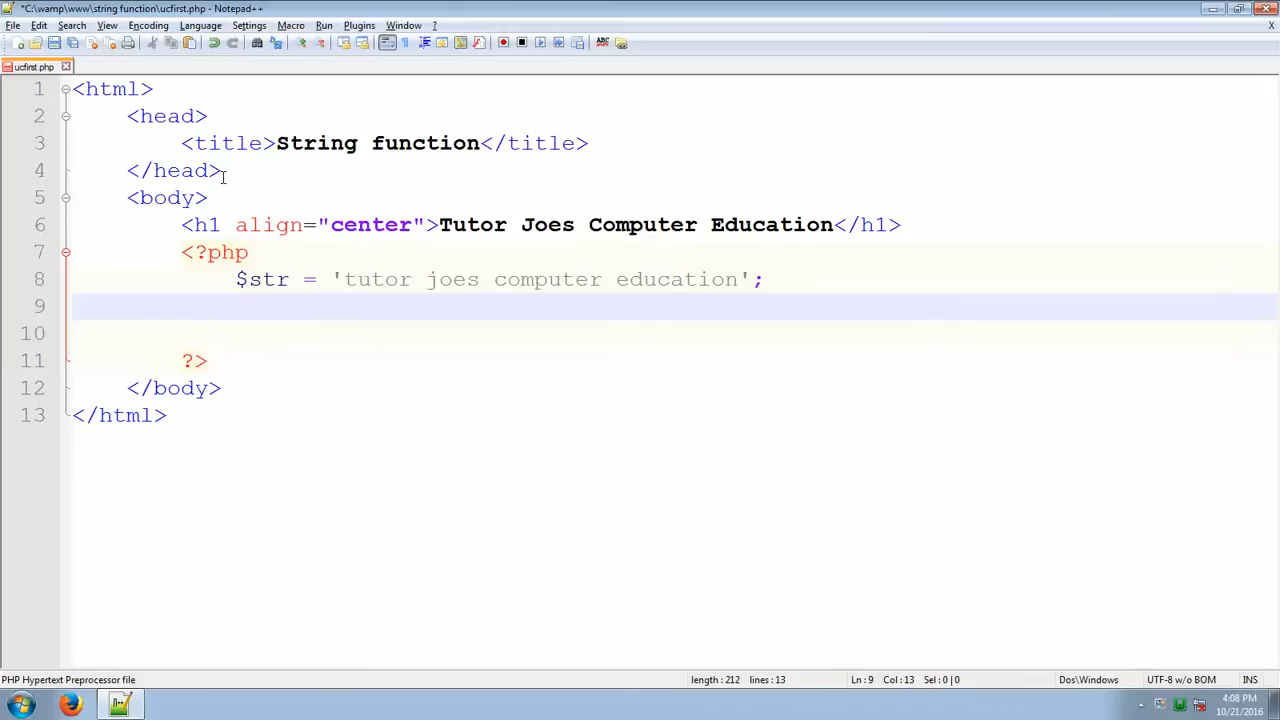 *C:\wamp\www\string function\ucfirst.php - Notepad++
File Edit Search View Encoding Language Settings Macro Run Plugins Window ?
X
ucfirst.php
1 <html>
2 <head>
3 <title>String function</title>
4 </head>
5 <body>
6 <h1 align="center">Tutor Joes Computer Education</h1>
7 <?php
8 $str = 'tutor joes computer education';
9
10
11 ?>
12 </body>
13 </html>
PHP Hypertext Preprocessor file length : 212 lines : 13 Ln : 9 Col : 13 Sel : 0 | 0 Dos\Windows UTF-8 w/o BOM INS
4:08 PM
10/21/2016